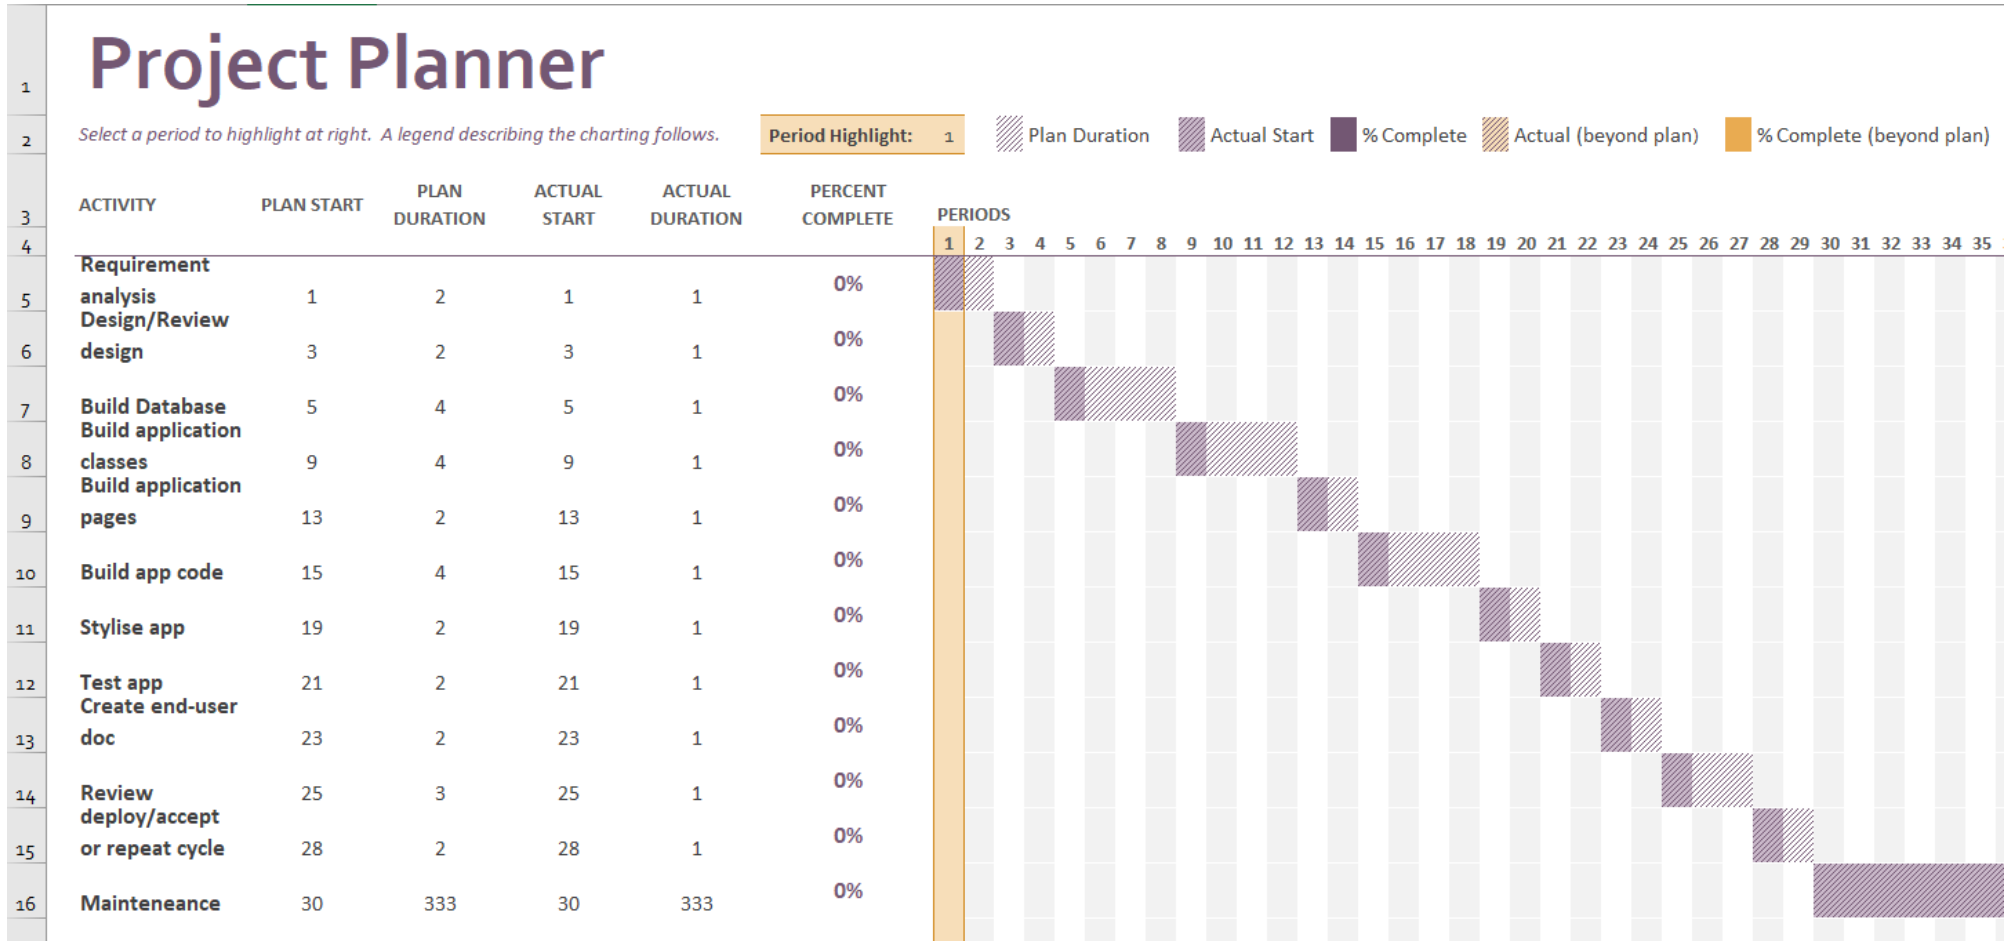 Project Planner
1
Select a period to highlight at right. A legend describing the charting follows.
Period Highlight: 1
Plan Duration
Actual Start
% Complete
Actual (beyond plan)
% Complete (beyond plan)
2
ACTIVITY
PLAN START
PLAN
DURATION
ACTUAL
START
ACTUAL
DURATION
PERCENT
COMPLETE
PERIODS
3
4
1 2 3 4 5 6 7 8 9 10 11 12 13 14 15 16 17 18 19 20 21 22 23 24 25 26 27 28 29 30 31 32 33 34 35
Requirement
5 analysis 1 2 1 1 0%
Design/Review
6 design 3 2 3 1 0%
7 Build Database 5 4 5 1 0%
Build application
8 classes 9 4 9 1 0%
Build application
9 pages 13 2 13 1 0%
10 Build app code 15 4 15 1 0%
11 Stylise app 19 2 19 1 0%
12 Test app 21 2 21 1 0%
Create end-user
13 doc 23 2 23 1 0%
14 Review 25 3 25 1 0%
deploy/accept
15 or repeat cycle 28 2 28 1 0%
16 Mainteneance 30 333 30 333 0%